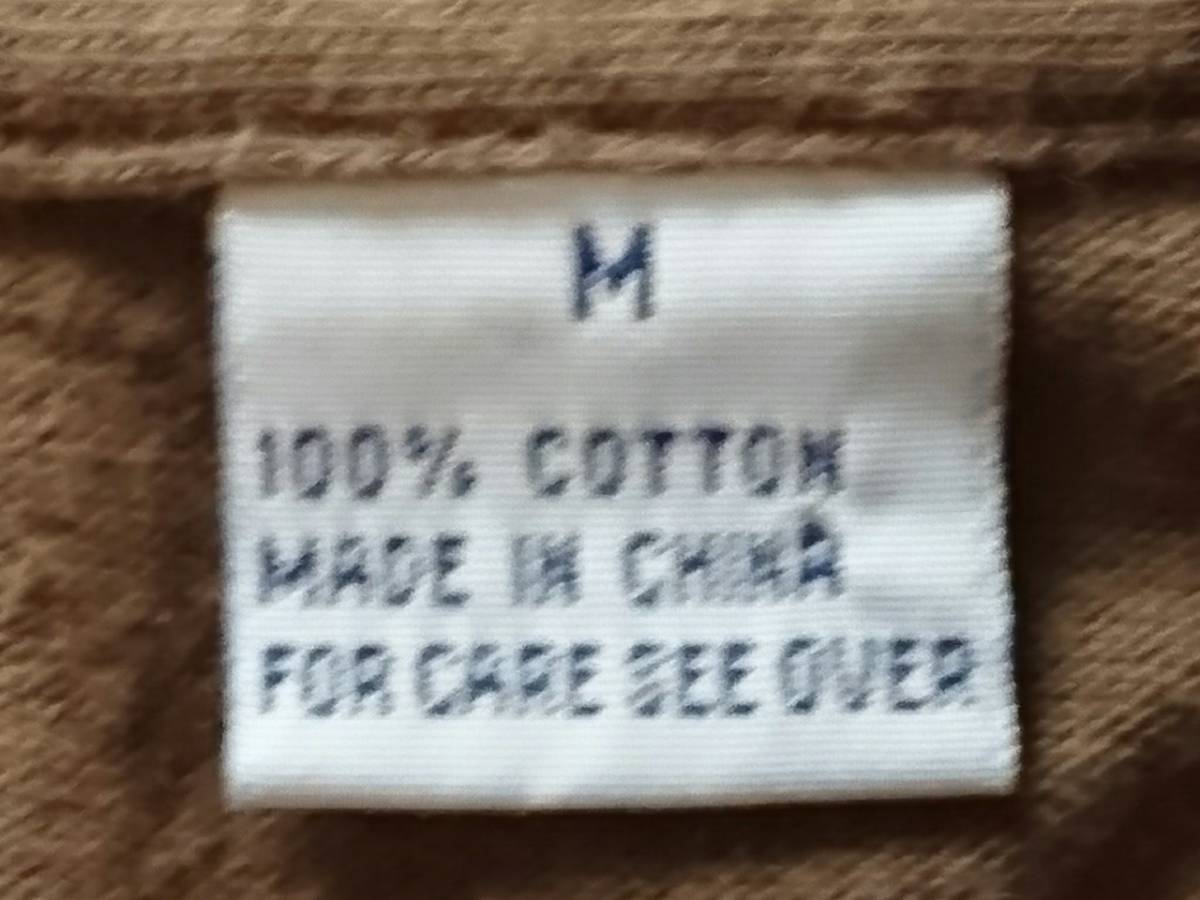 M
100% COTTON
MADE IN CHINA
FOR CARE SEE OVER